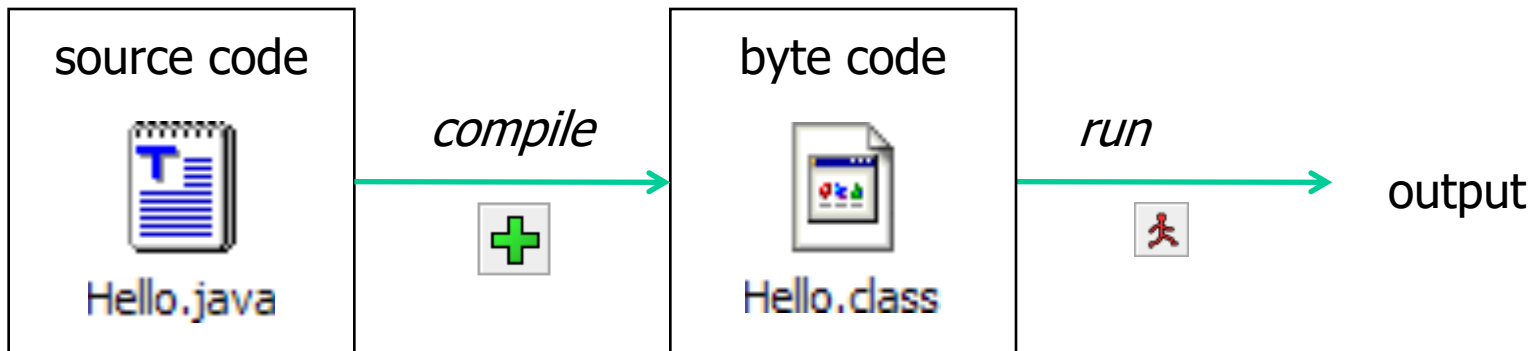 source code
Hello.java
compile
byte code
Hello.class
run
output